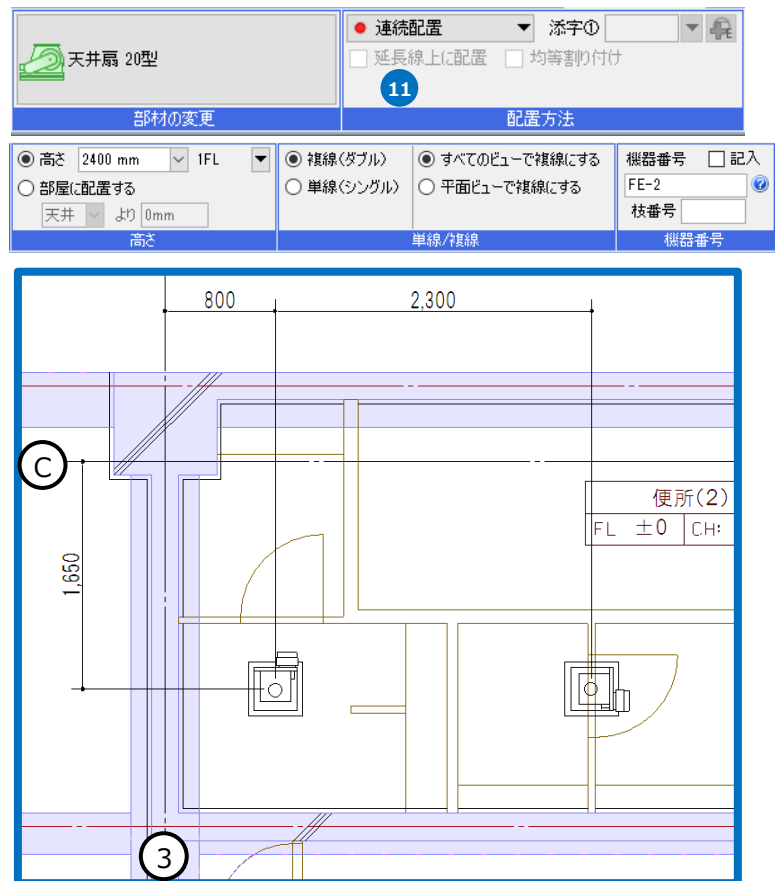 天井扇 20型
部材の変更
連続配置
添字①
延長線上に配置
均等割り付け
11
配置方法
高さ 2400 mm 1FL
部屋に配置する
天井 より 0mm
高さ
複線(ダブル)
単線(シングル)
すべてのビューで複線にする
平面ビューで複線にする
単線/複線
機器番号 記入
FE-2
枝番号
機器番号
800
2,300
C
便所(2)
FL ±0 CH:
1,650
3